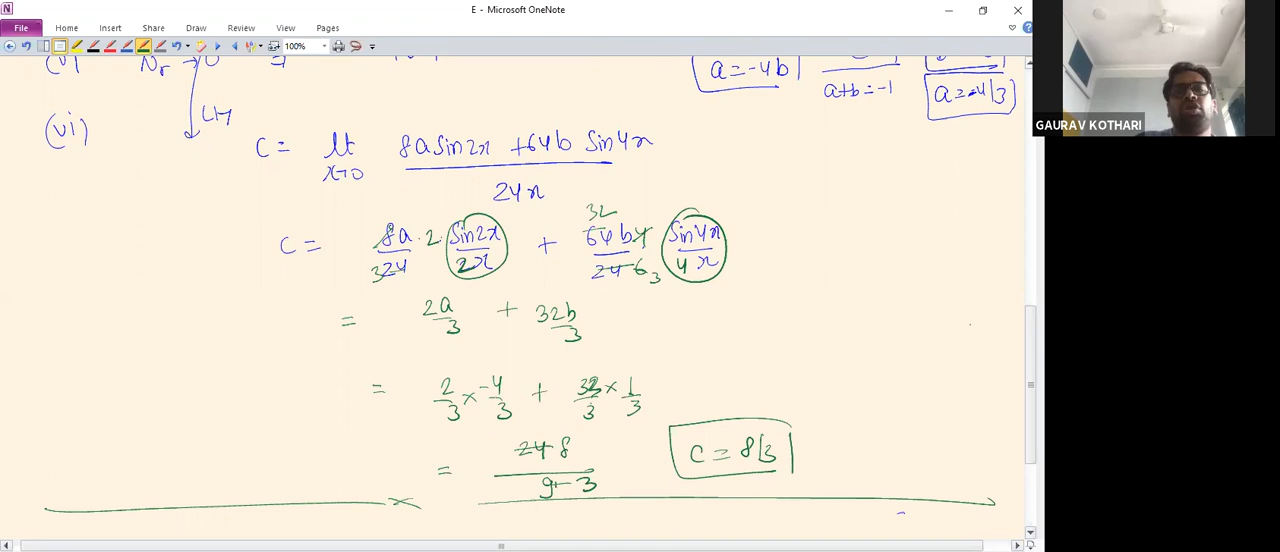 E - Microsoft OneNote
File Home Insert Share Draw Review View Pages
100%
(v) Nr → 0
a = -4b
a+b = -1
a = -4/3
LH
(vi)
GAURAV KOTHARI
C = lt x→0 8a sin2x + 64b sin4x / 24x
C = 8a/24 3 · 2 · sin2x/2x + 32 64b 4/24 6 3 sin4x/4x
= 2a/3 + 32b/3
= 2/3 × -4/3 + 32/3 × 1/3
= 24 8 / 9 3
C = 8/3